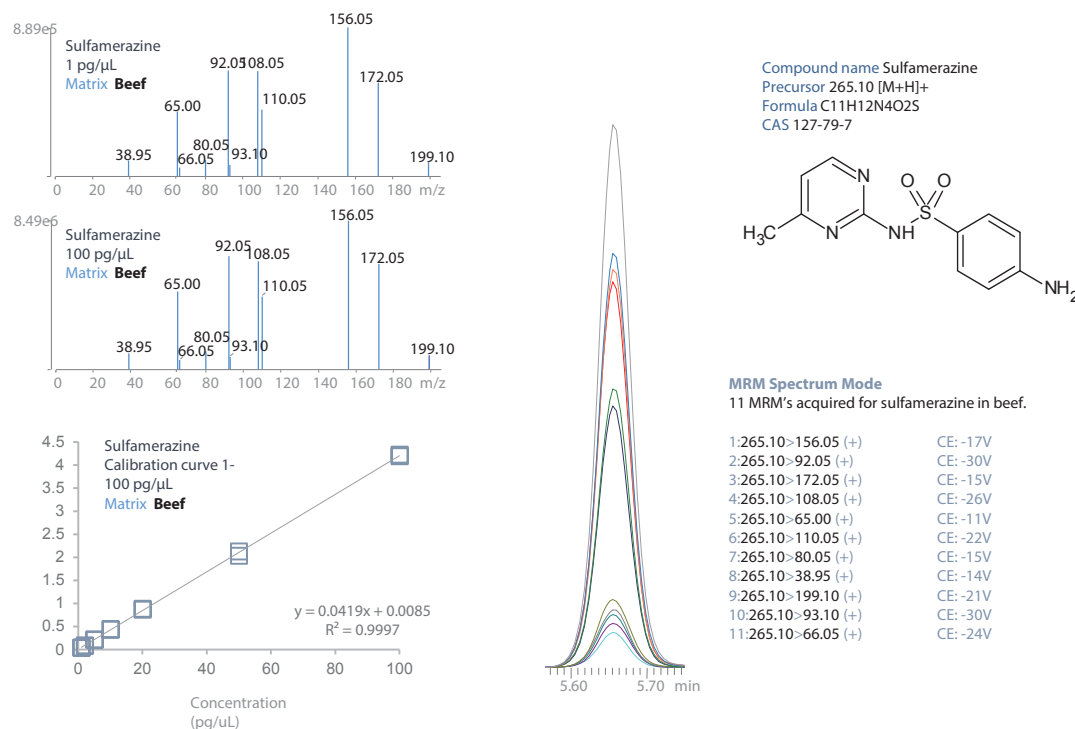 8.89e5
Sulfamerazine
1 pg/µL
Matrix Beef
38.95
65.00
66.05
80.05
92.05
93.10
108.05
110.05
156.05
172.05
199.10
0 20 40 60 80 100 120 140 160 180 m/z
8.49e6
Sulfamerazine
100 pg/µL
Matrix Beef
38.95
65.00
66.05
80.05
92.05
93.10
108.05
110.05
156.05
172.05
199.10
0 20 40 60 80 100 120 140 160 180 m/z
Sulfamerazine
Calibration curve 1-
100 pg/µL
Matrix Beef
4.5
4
3.5
3
2.5
2
1.5
1
0.5
0
y = 0.0419x + 0.0085
R² = 0.9997
0 20 40 60 80 100
Concentration
(pg/uL)
5.60 5.70 min
Compound name Sulfamerazine
Precursor 265.10 [M+H]+
Formula C11H12N4O2S
CAS 127-79-7
N
O O
S
H3C
N
NH
NH2
MRM Spectrum Mode
11 MRM's acquired for sulfamerazine in beef.
1:265.10>156.05 (+) CE: -17V
2:265.10>92.05 (+) CE: -30V
3:265.10>172.05 (+) CE: -15V
4:265.10>108.05 (+) CE: -26V
5:265.10>65.00 (+) CE: -11V
6:265.10>110.05 (+) CE: -22V
7:265.10>80.05 (+) CE: -15V
8:265.10>38.95 (+) CE: -14V
9:265.10>199.10 (+) CE: -21V
10:265.10>93.10 (+) CE: -30V
11:265.10>66.05 (+) CE: -24V